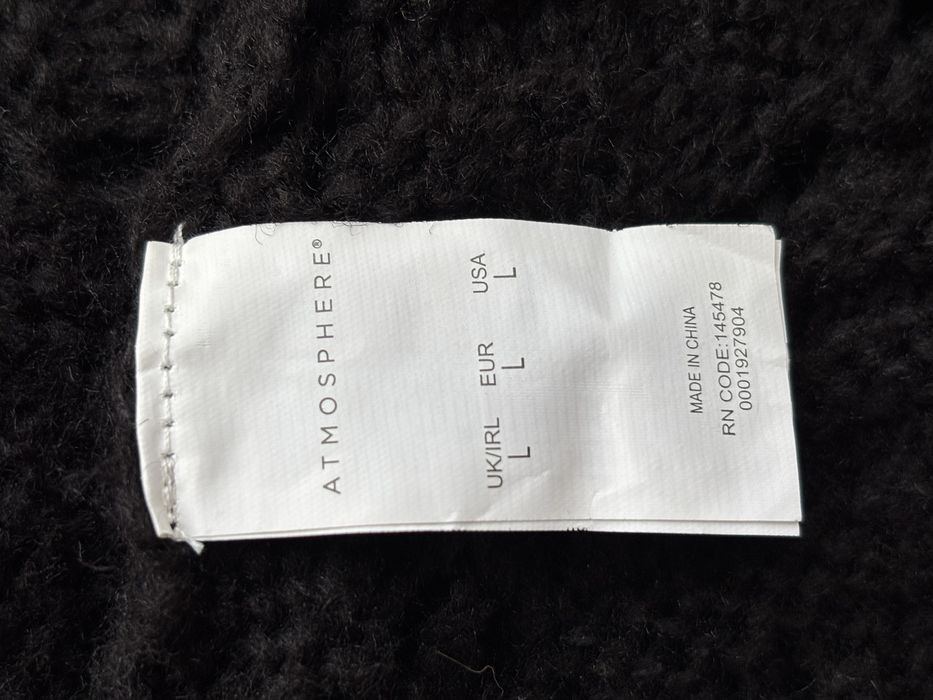 ATMOSPHERE®
UK/IRL EUR USA
L L L
MADE IN CHINA
RN CODE:145478
0001927904